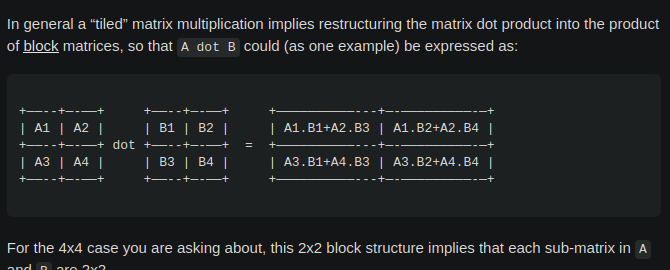 In general a “tiled” matrix multiplication implies restructuring the matrix dot product into the product
of block matrices, so that A dot B could (as one example) be expressed as:
+—--+—-—+     +—--+—-—+     +—————————---+—-—————————-—+
| A1 | A2 |     | B1 | B2 |     | A1.B1+A2.B3 | A1.B2+A2.B4 |
+—--+—-—+ dot +—--+—-—+  =  +—————————---+—-—————————-—+
| A3 | A4 |     | B3 | B4 |     | A3.B1+A4.B3 | A3.B2+A4.B4 |
+—--+—-—+     +—--+—-—+     +—————————---+—-—————————-—+
For the 4x4 case you are asking about, this 2x2 block structure implies that each sub-matrix in A
and B are 2x2.